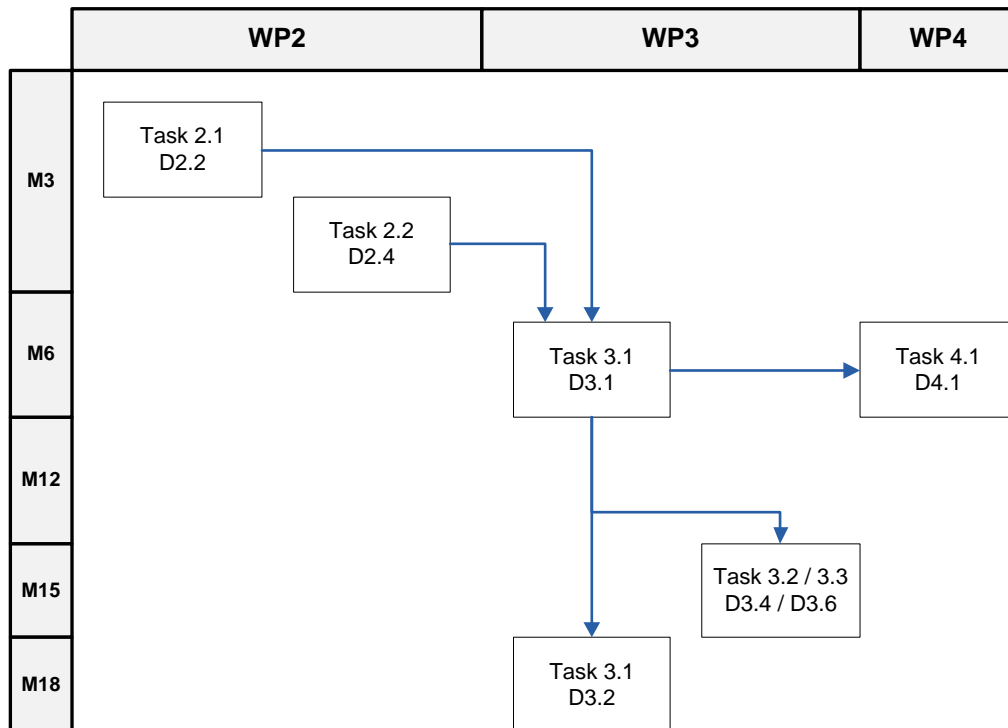 WP2
WP3
WP4
M3
Task 2.1
D2.2
Task 2.2
D2.4
M6
Task 3.1
D3.1
Task 4.1
D4.1
M12
M15
Task 3.2 / 3.3
D3.4 / D3.6
M18
Task 3.1
D3.2